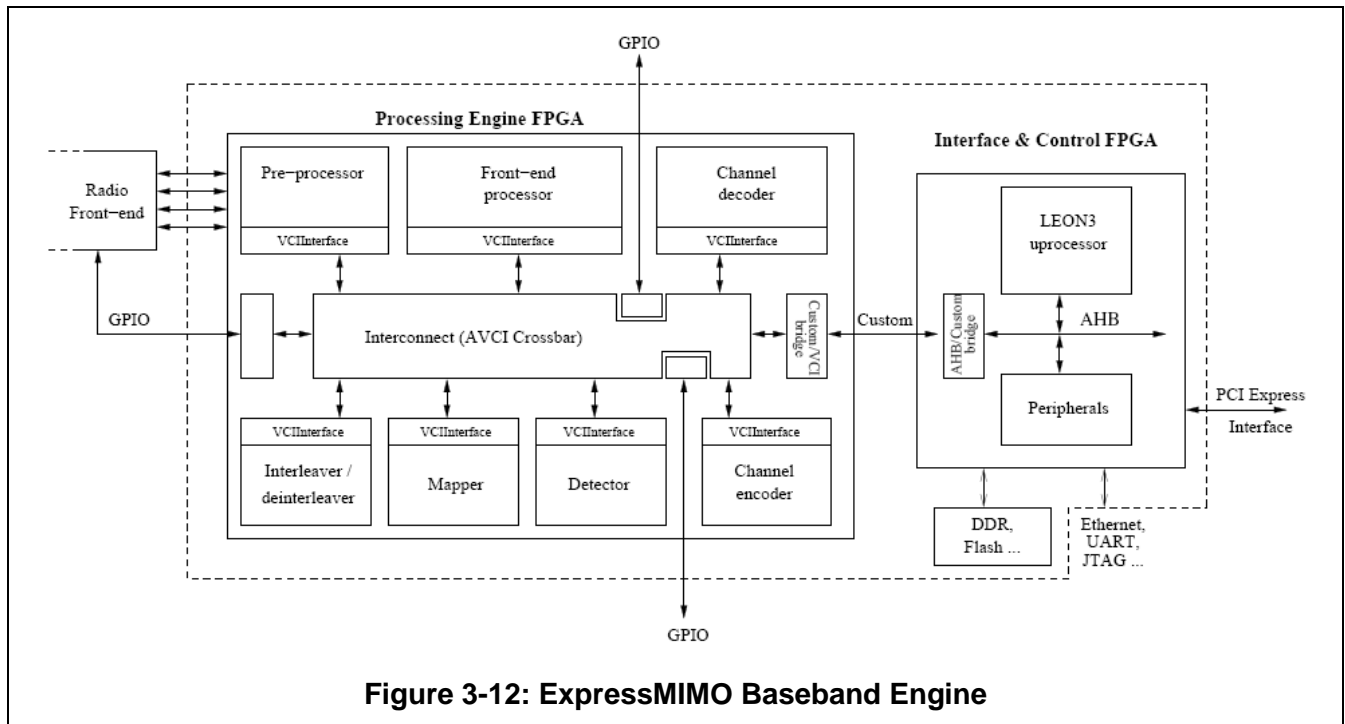 GPIO
Processing Engine FPGA
Interface & Control FPGA
Radio
Front-end
Pre-processor
VCIInterface
Front-end
processor
VCIInterface
Channel
decoder
VCIInterface
LEON3
uprocessor
GPIO
Interconnect (AVCI Crossbar)
Custom/VCI
bridge
Custom
AHB/Custom
bridge
AHB
Peripherals
PCI Express
Interface
VCIInterface
Interleaver /
deinterleaver
VCIInterface
Mapper
VCIInterface
Detector
VCIInterface
Channel
encoder
DDR,
Flash ...
Ethernet,
UART,
JTAG ...
GPIO
Figure 3-12: ExpressMIMO Baseband Engine